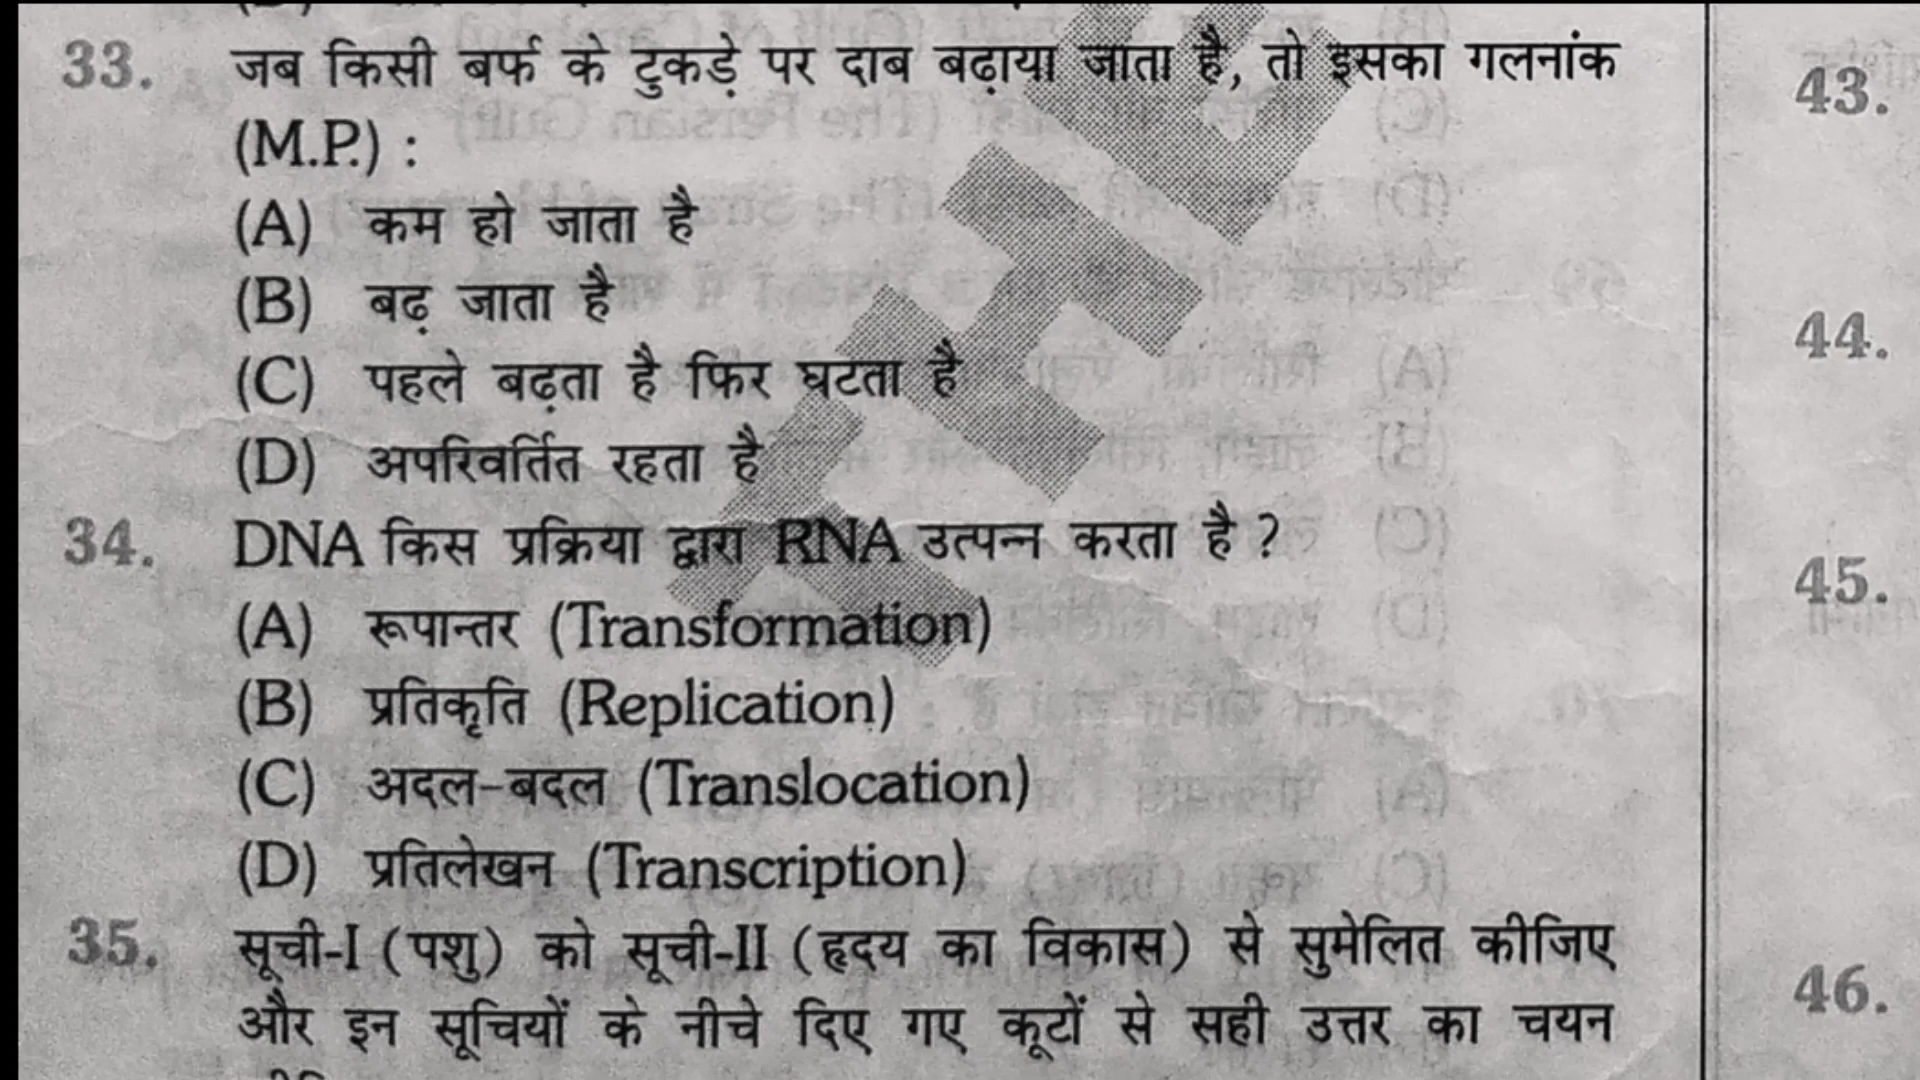 33. जब किसी बर्फ के टुकड़े पर दाब बढ़ाया जाता है, तो इसका गलनांक
(M.P.) :
(A) कम हो जाता है
(B) बढ़ जाता है
(C) पहले बढ़ता है फिर घटता है
(D) अपरिवर्तित रहता है
34. DNA किस प्रक्रिया द्वारा RNA उत्पन्न करता है ?
(A) रूपान्तर (Transformation)
(B) प्रतिकृति (Replication)
(C) अदल-बदल (Translocation)
(D) प्रतिलेखन (Transcription)
35. सूची-I (पशु) को सूची-II (हृदय का विकास) से सुमेलित कीजिए
और इन सूचियों के नीचे दिए गए कूटों से सही उत्तर का चयन
43.
44.
45.
46.